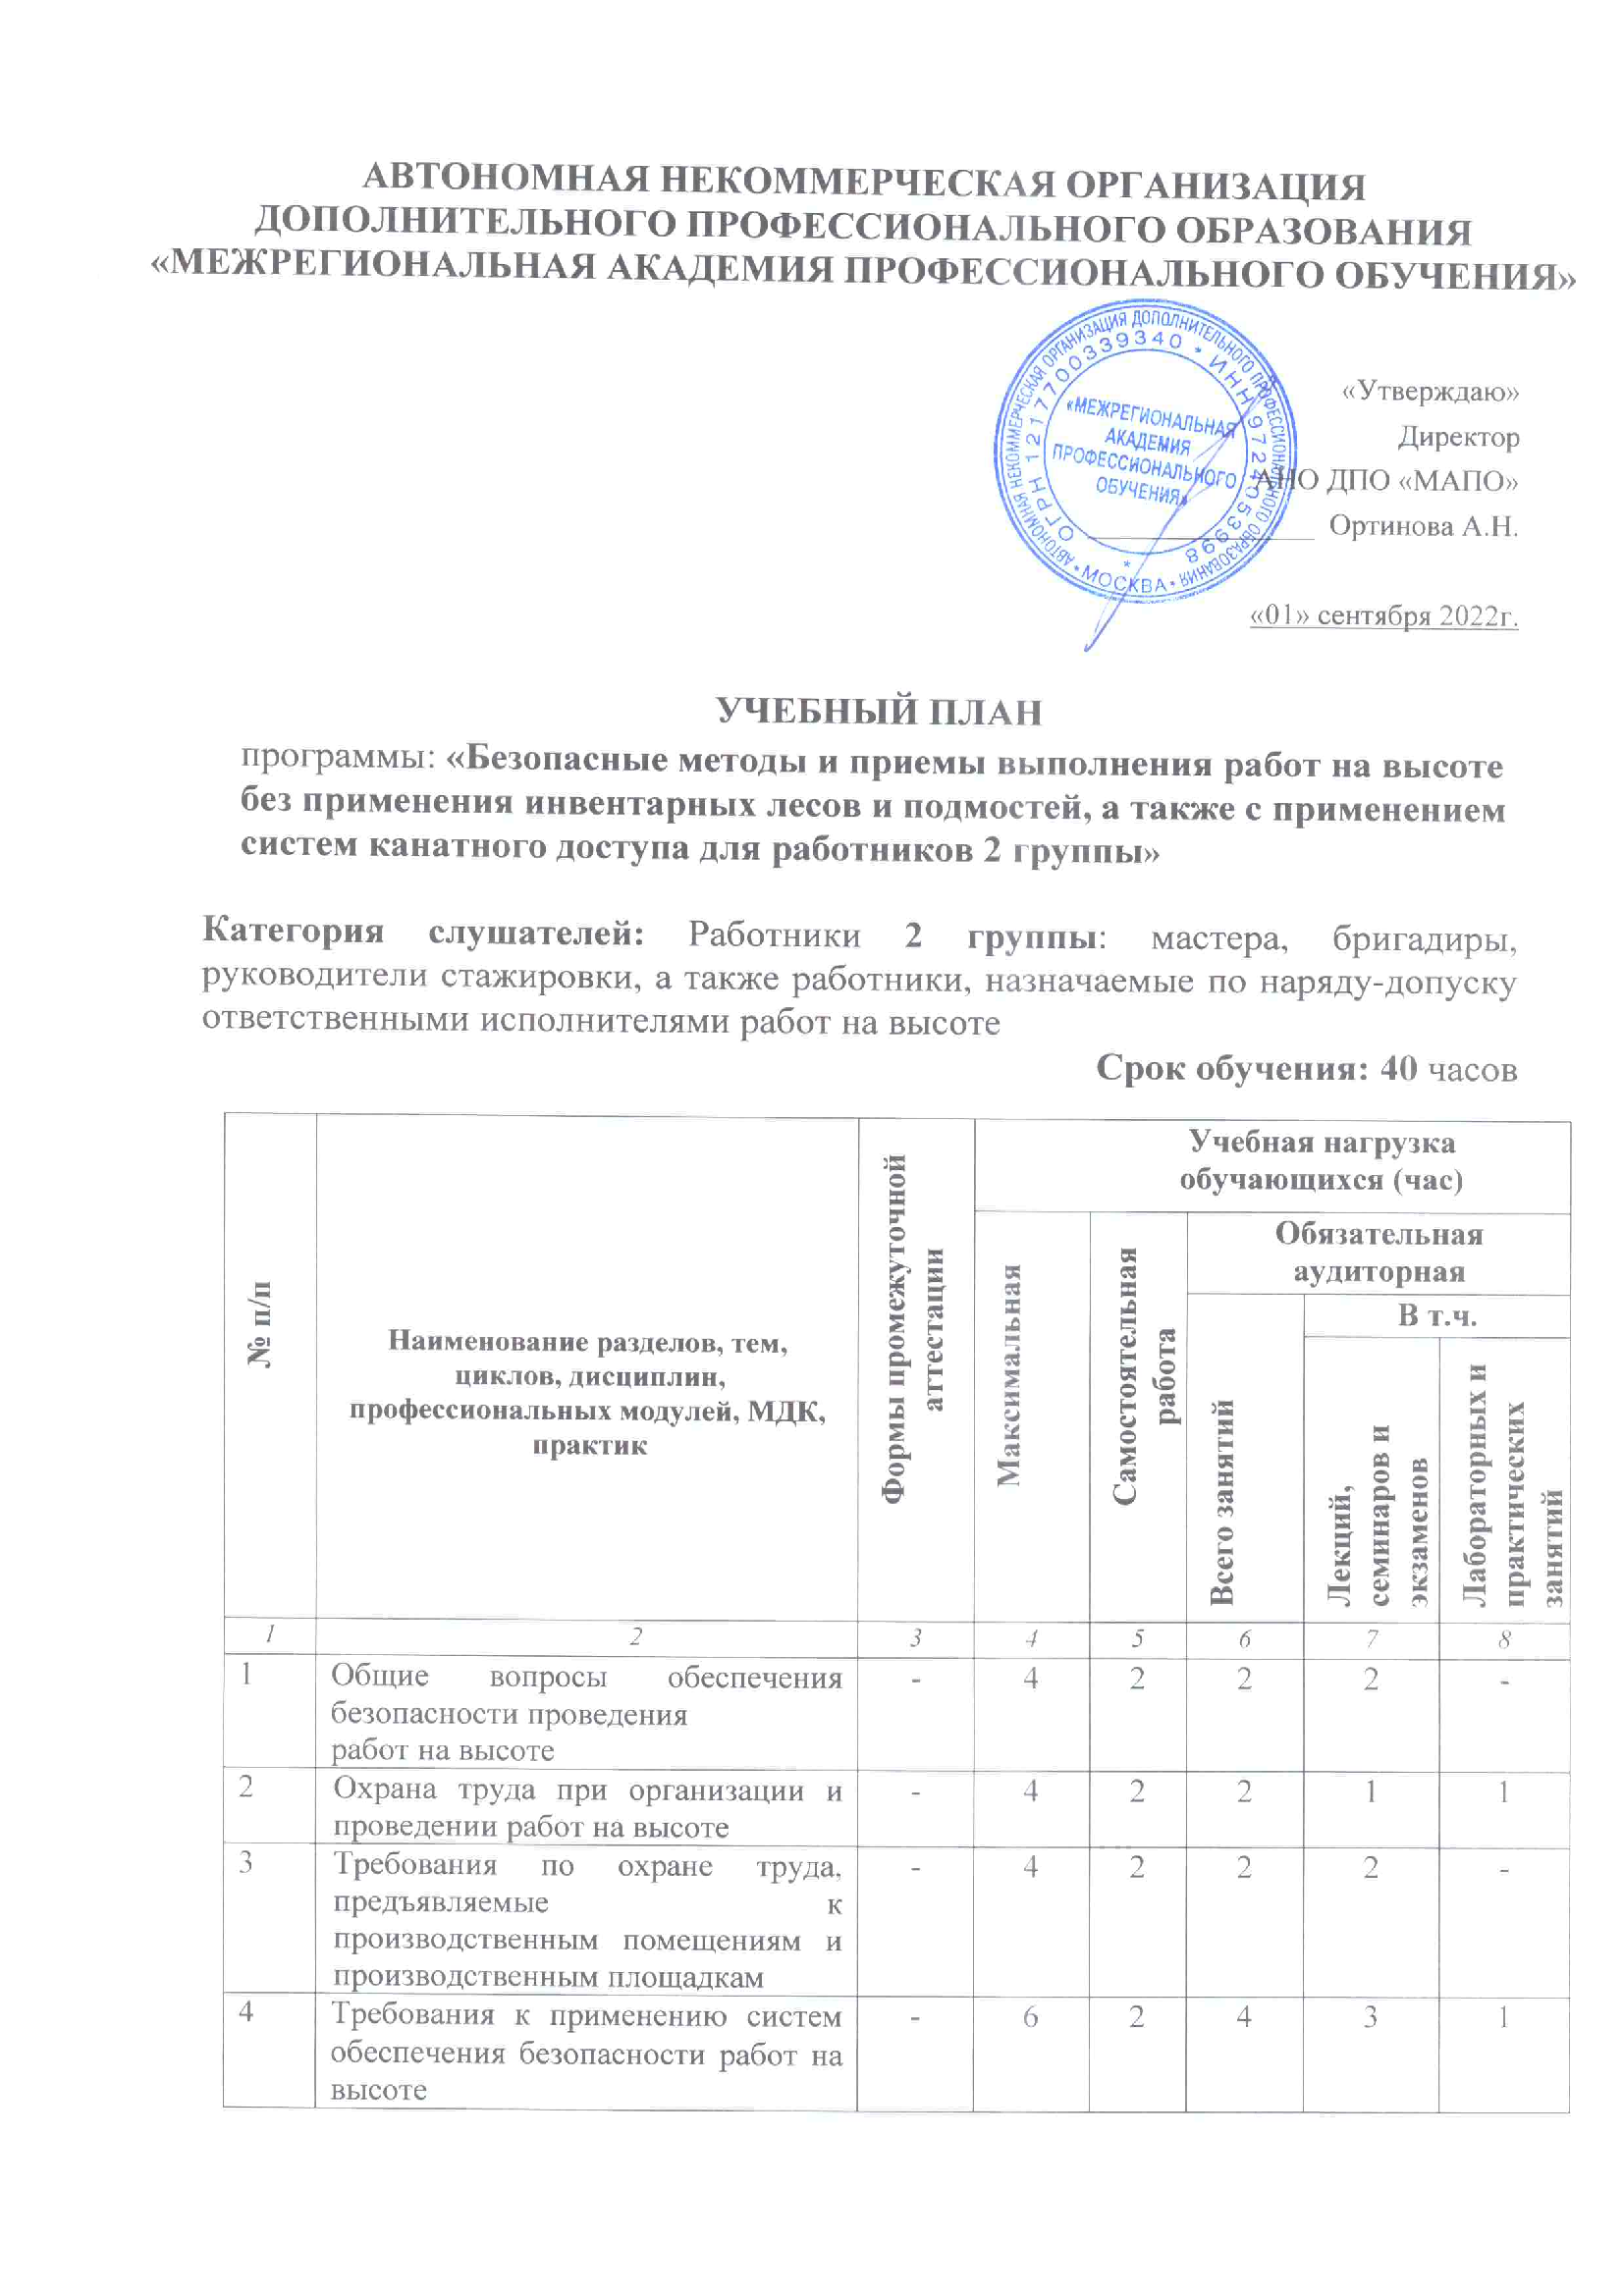 АВТОНОМНАЯ НЕКОММЕРЧЕСКАЯ ОРГАНИЗАЦИЯ
ДОПОЛНИТЕЛЬНОГО ПРОФЕССИОНАЛЬНОГО ОБРАЗОВАНИЯ
«МЕЖРЕГИОНАЛЬНАЯ АКАДЕМИЯ ПРОФЕССИОНАЛЬНОГО ОБУЧЕНИЯ»
АВТОНОМНАЯ НЕКОММЕРЧЕСКАЯ ОРГАНИЗАЦИЯ ДОПОЛНИТЕЛЬНОГО ПРОФЕССИОНАЛЬНОГО ОБРАЗОВАНИЯ
• МОСКВА •
ОГРН 1217700339340 * ИНН 9724053998 *
«МЕЖРЕГИОНАЛЬНАЯ
АКАДЕМИЯ
ПРОФЕССИОНАЛЬНОГО
ОБУЧЕНИЯ»
«Утверждаю»
Директор
АНО ДПО «МАПО»
Ортинова А.Н.
«01» сентября 2022г.
УЧЕБНЫЙ ПЛАН
программы: «Безопасные методы и приемы выполнения работ на высоте
без применения инвентарных лесов и подмостей, а также с применением
систем канатного доступа для работников 2 группы»
Категория слушателей: Работники 2 группы: мастера, бригадиры,
руководители стажировки, а также работники, назначаемые по наряду-допуску
ответственными исполнителями работ на высоте
Срок обучения: 40 часов
№ п/п
Наименование разделов, тем,
циклов, дисциплин,
профессиональных модулей, МДК,
практик
Формы промежуточной
аттестации
Учебная нагрузка
обучающихся (час)
Максимальная
Самостоятельная
работа
Обязательная
аудиторная
Всего занятий
В т.ч.
Лекций,
семинаров и
экзаменов
Лабораторных и
практических
занятий
1 2 3 4 5 6 7 8
1 Общие вопросы обеспечения - 4 2 2 2 -
безопасности проведения
работ на высоте
2 Охрана труда при организации и - 4 2 2 1 1
проведении работ на высоте
3 Требования по охране труда, - 4 2 2 2 -
предъявляемые к
производственным помещениям и
производственным площадкам
4 Требования к применению систем - 6 2 4 3 1
обеспечения безопасности работ на
высоте